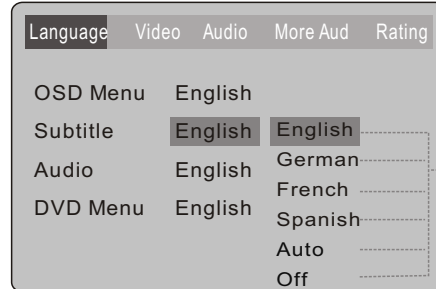 Language Video Audio More Aud Rating
OSD Menu English
Subtitle English English
German
Audio English
French
DVD Menu English
Spanish
Auto
Off